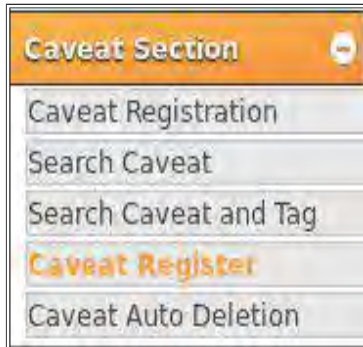 Caveat Section
Caveat Registration
Search Caveat
Search Caveat and Tag
Caveat Register
Caveat Auto Deletion